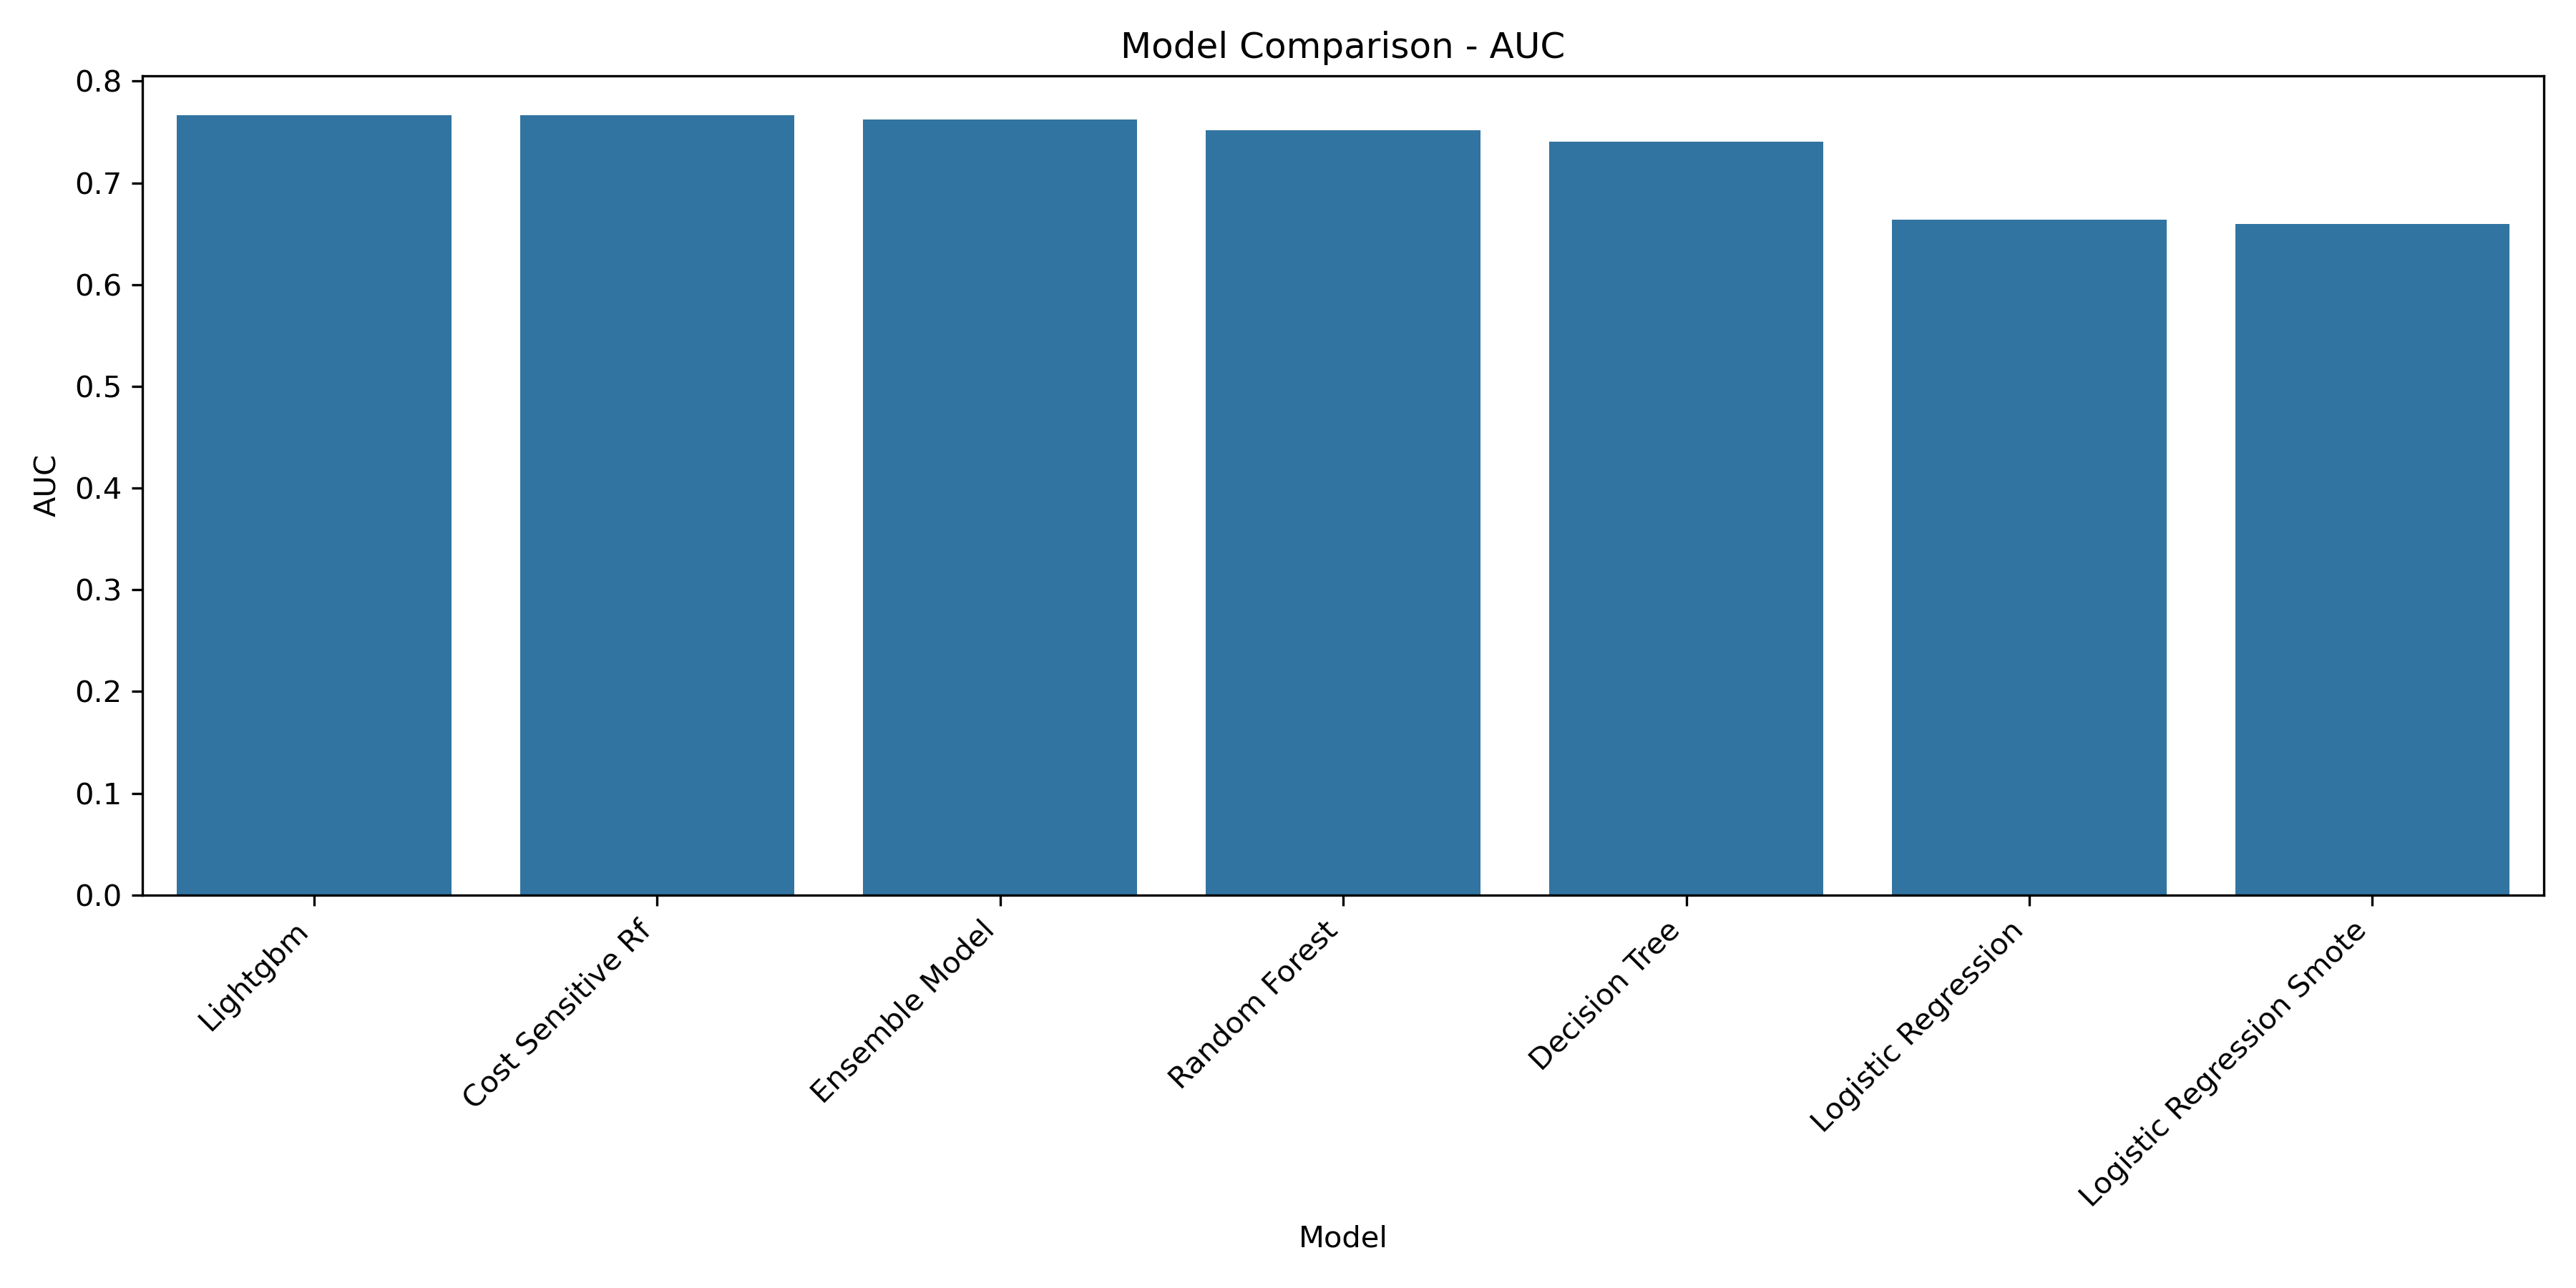 Model Comparison - AUC
AUC
0.8
0.7
0.6
0.5
0.4
0.3
0.2
0.1
0.0
Lightgbm
Cost Sensitive Rf
Ensemble Model
Random Forest
Decision Tree
Logistic Regression
Logistic Regression Smote
Model